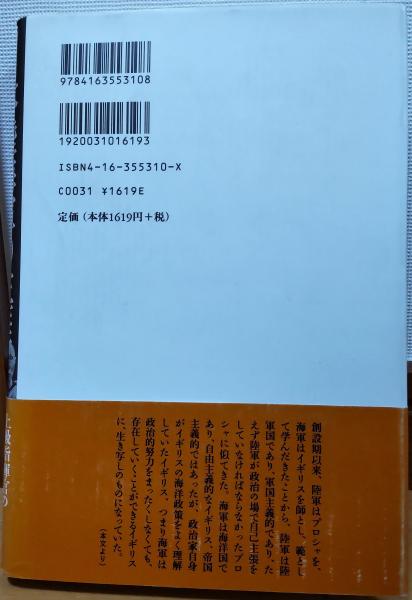 9784163553108
1920031016193
ISBN4-16-355310-X
C0031 ¥1619E
定価（本体1619円＋税）
創設期以来、陸軍はプロシャを、
海軍はイギリスを師とし、範とし
て学んだきたことから、陸軍は陸
軍国であり、軍国主義的であり、た
えず陸軍が政治の場で自己主張を
していなければならなかったプロ
シャに似てきた。海軍は海洋国で
あり、自由主義的なイギリス、帝国
主義的ではあったが、政治家自身
がイギリスの海洋政策をよく理解
していたイギリス、つまり海軍は
政治的努力をまったくしなくても、
存在していくことができるイギリス
に、生き写しのものになっていた。
（本文より）
上級指揮官の